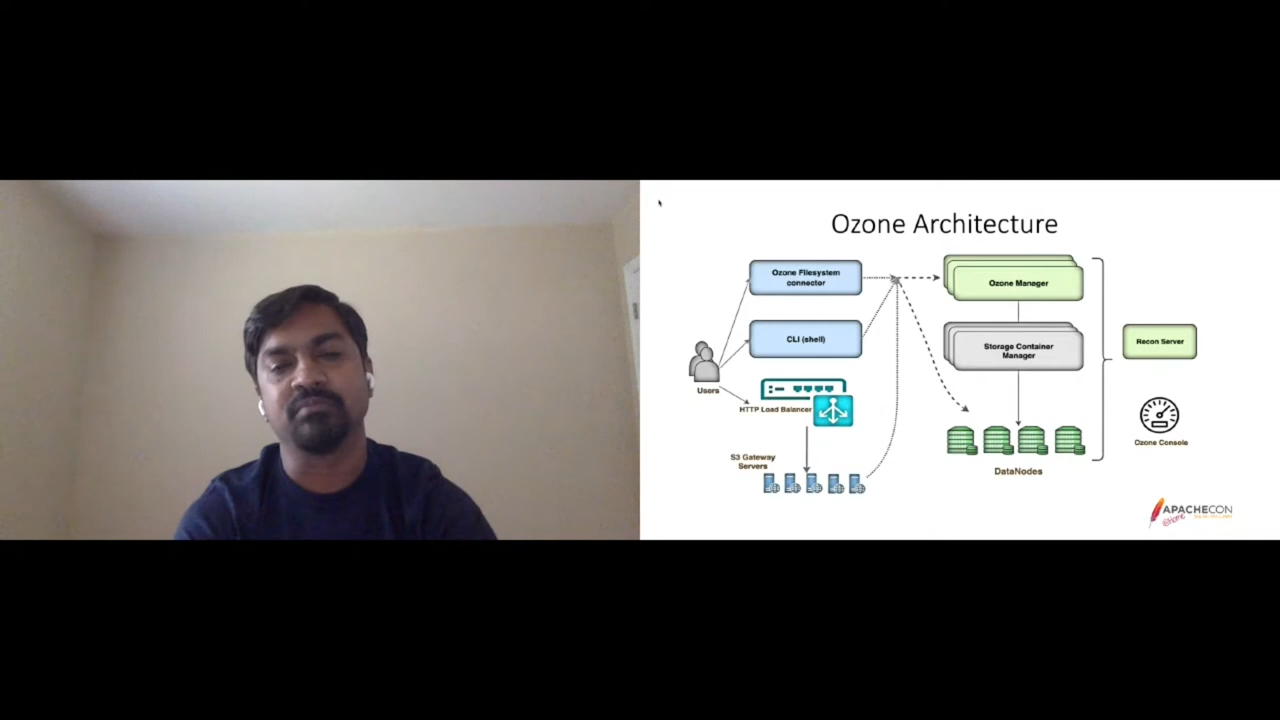 Ozone Architecture
Ozone Filesystem
connector
Ozone Manager
CLI (shell)
Storage Container
Manager
Recon Server
Users
HTTP Load Balancer
Ozone Console
S3 Gateway
Servers
DataNodes
APACHECON
@home